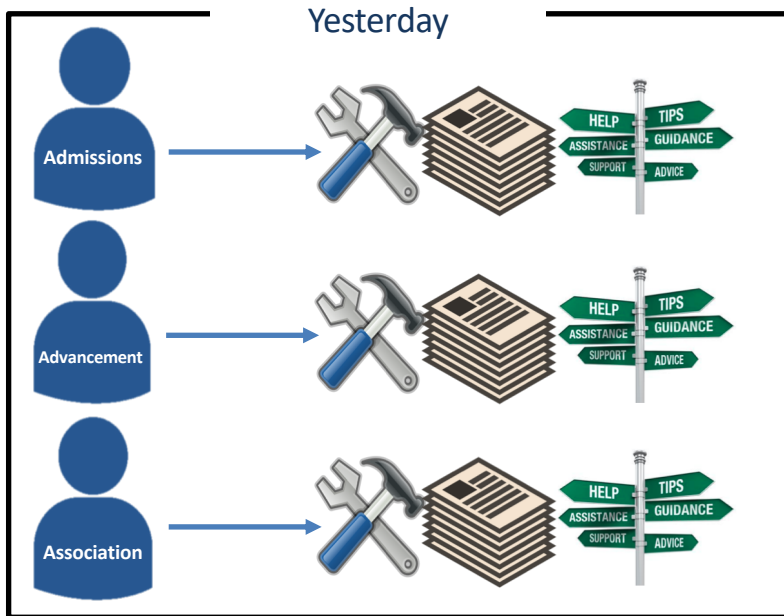 Yesterday
Admissions
HELP
TIPS
ASSISTANCE
GUIDANCE
SUPPORT
ADVICE
Advancement
HELP
TIPS
ASSISTANCE
GUIDANCE
SUPPORT
ADVICE
Association
HELP
TIPS
ASSISTANCE
GUIDANCE
SUPPORT
ADVICE